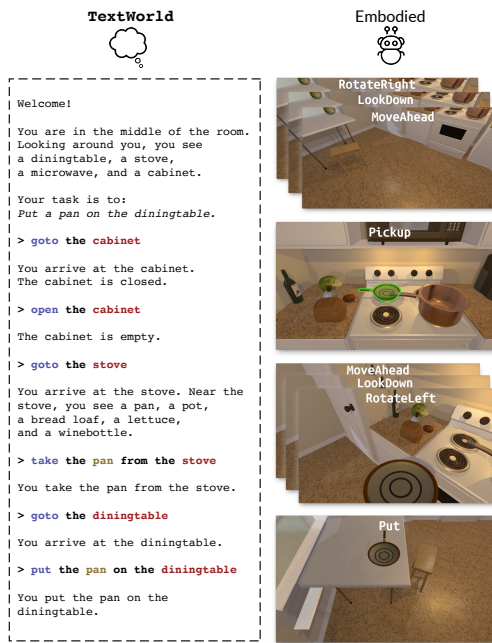 TextWorld
Welcome!
You are in the middle of the room.
Looking around you, you see
a diningtable, a stove,
a microwave, and a cabinet.
Your task is to:
Put a pan on the diningtable.
> goto the cabinet
You arrive at the cabinet.
The cabinet is closed.
> open the cabinet
The cabinet is empty.
> goto the stove
You arrive at the stove. Near the
stove, you see a pan, a pot,
a bread loaf, a lettuce,
and a winebottle.
> take the pan from the stove
You take the pan from the stove.
> goto the diningtable
You arrive at the diningtable.
> put the pan on the diningtable
You put the pan on the
diningtable.
Embodied
RotateRight
LookDown
MoveAhead
Pickup
MoveAhead
LookDown
RotateLeft
Put